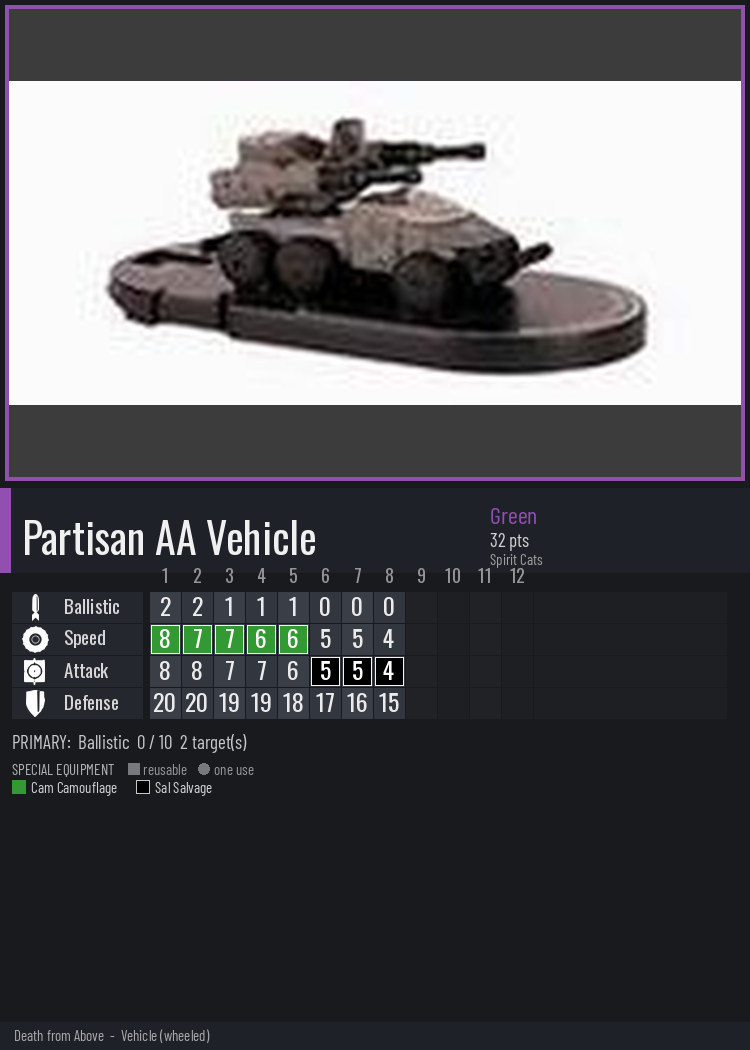 Partisan AA Vehicle
Green
32 pts
Spirit Cats
1 2 3 4 5 6 7 8 9 10 11 12
Ballistic 2 2 1 1 1 0 0 0
Speed 8 7 7 6 6 5 5 4
Attack 8 8 7 7 6 5 5 4
Defense 20 20 19 19 18 17 16 15
PRIMARY: Ballistic 0 / 10 2 target(s)
SPECIAL EQUIPMENT reusable one use
Cam Camouflage Sal Salvage
Death from Above - Vehicle (wheeled)